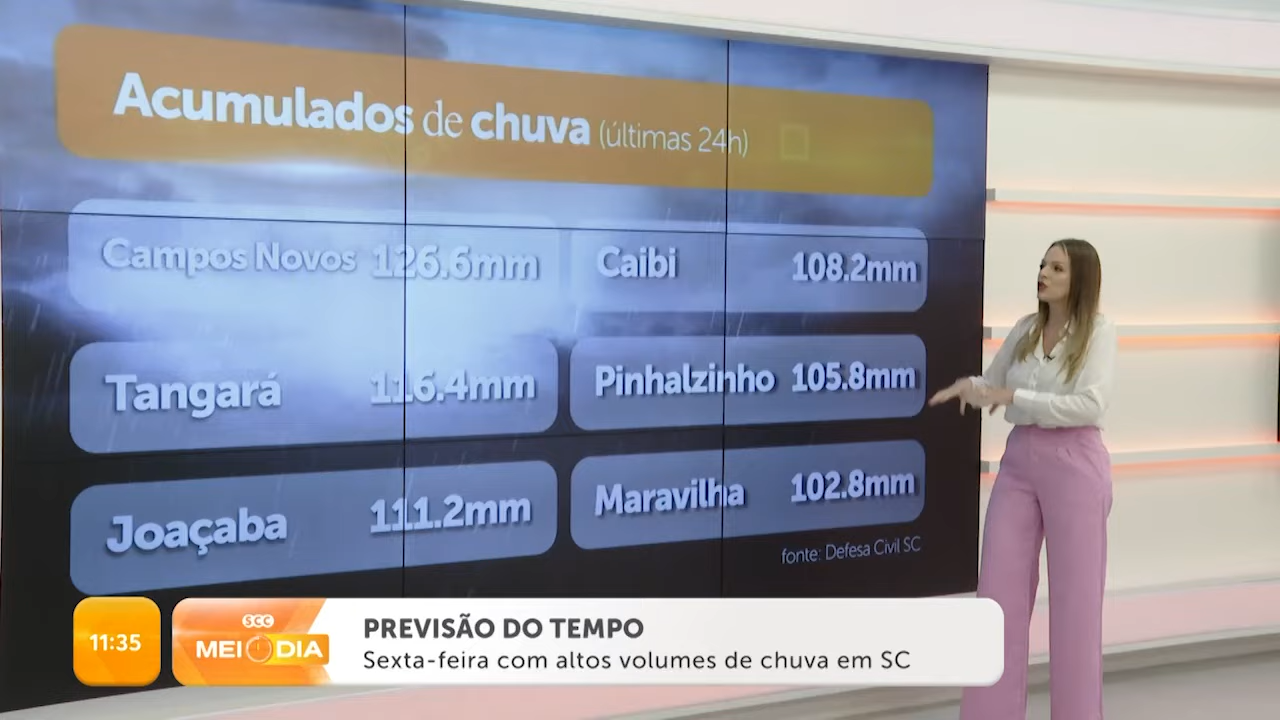 Acumulados de chuva (últimas 24h)
Campos Novos 126.6mm
Caibi 108.2mm
Tangará 116.4mm
Pinhalzinho 105.8mm
Joaçaba 111.2mm
Maravilha 102.8mm
fonte: Defesa Civil SC
11:35
SCC
MEIO DIA
PREVISÃO DO TEMPO
Sexta-feira com altos volumes de chuva em SC